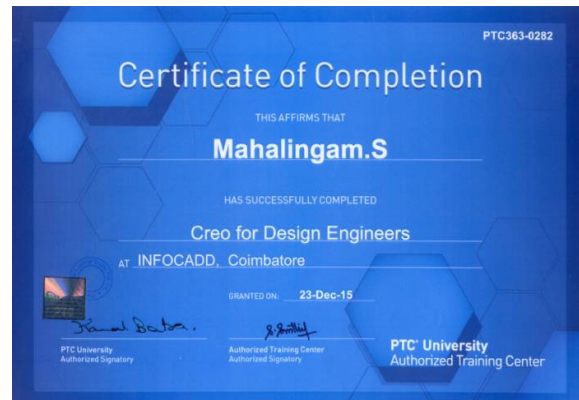 PTC363-0282
Certificate of Completion
THIS AFFIRMS THAT
Mahalingam.S
HAS SUCCESSFULLY COMPLETED
Creo for Design Engineers
AT INFOCADD, Coimbatore
GRANTED ON: 23-Dec-15
PTC University
Authorized Signatory
Authorized Training Center
Authorized Signatory
PTC® University
Authorized Training Center